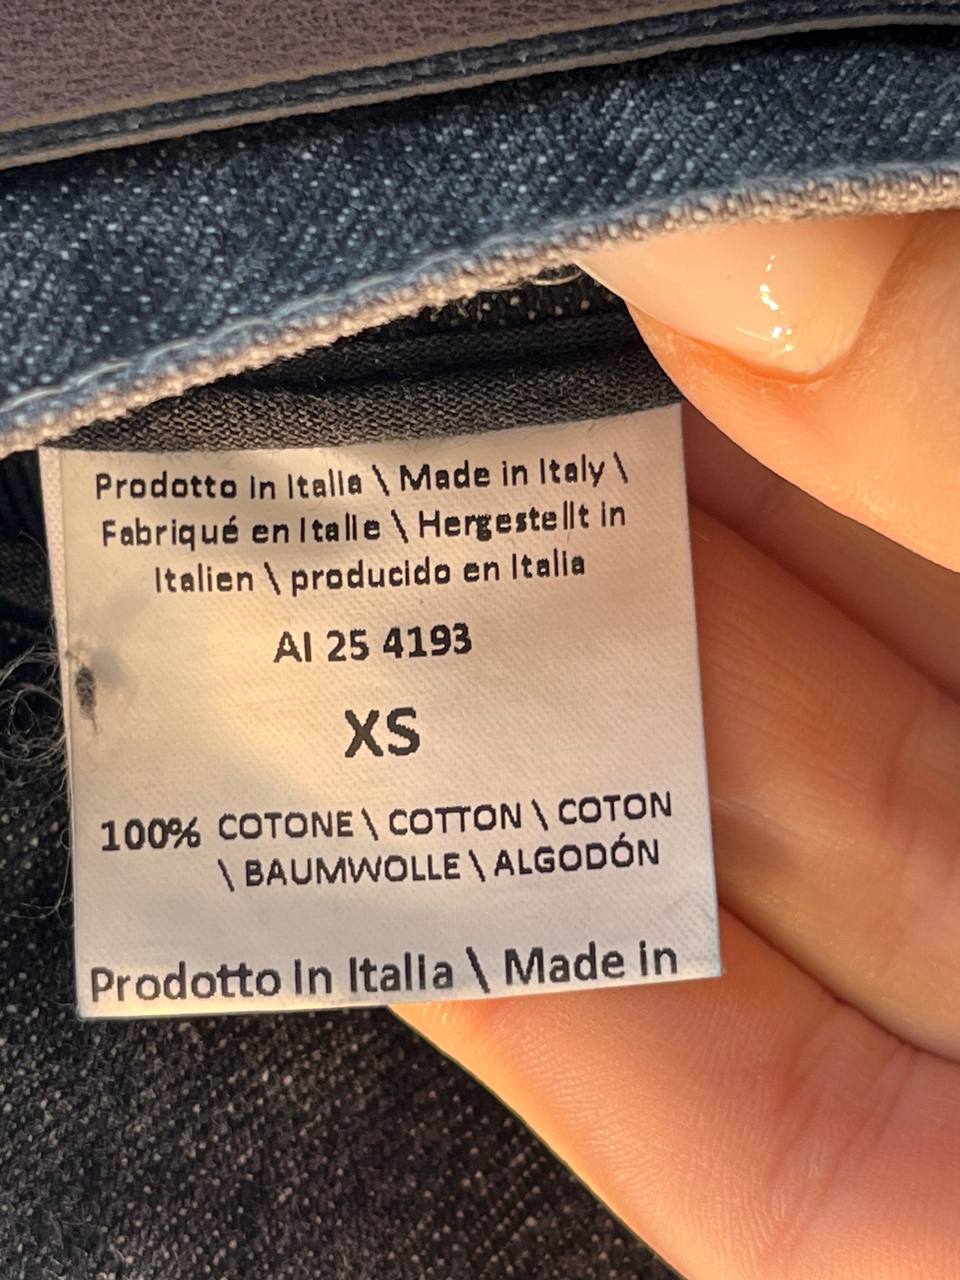 Prodotto In Italia \ Made in Italy \
Fabriqué en Italie \ Hergestellt in
Italien \ producido en Italia
AI 25 4193
XS
100% COTONE \ COTTON \ COTON
\ BAUMWOLLE \ ALGODÓN
Prodotto In Italia \ Made in